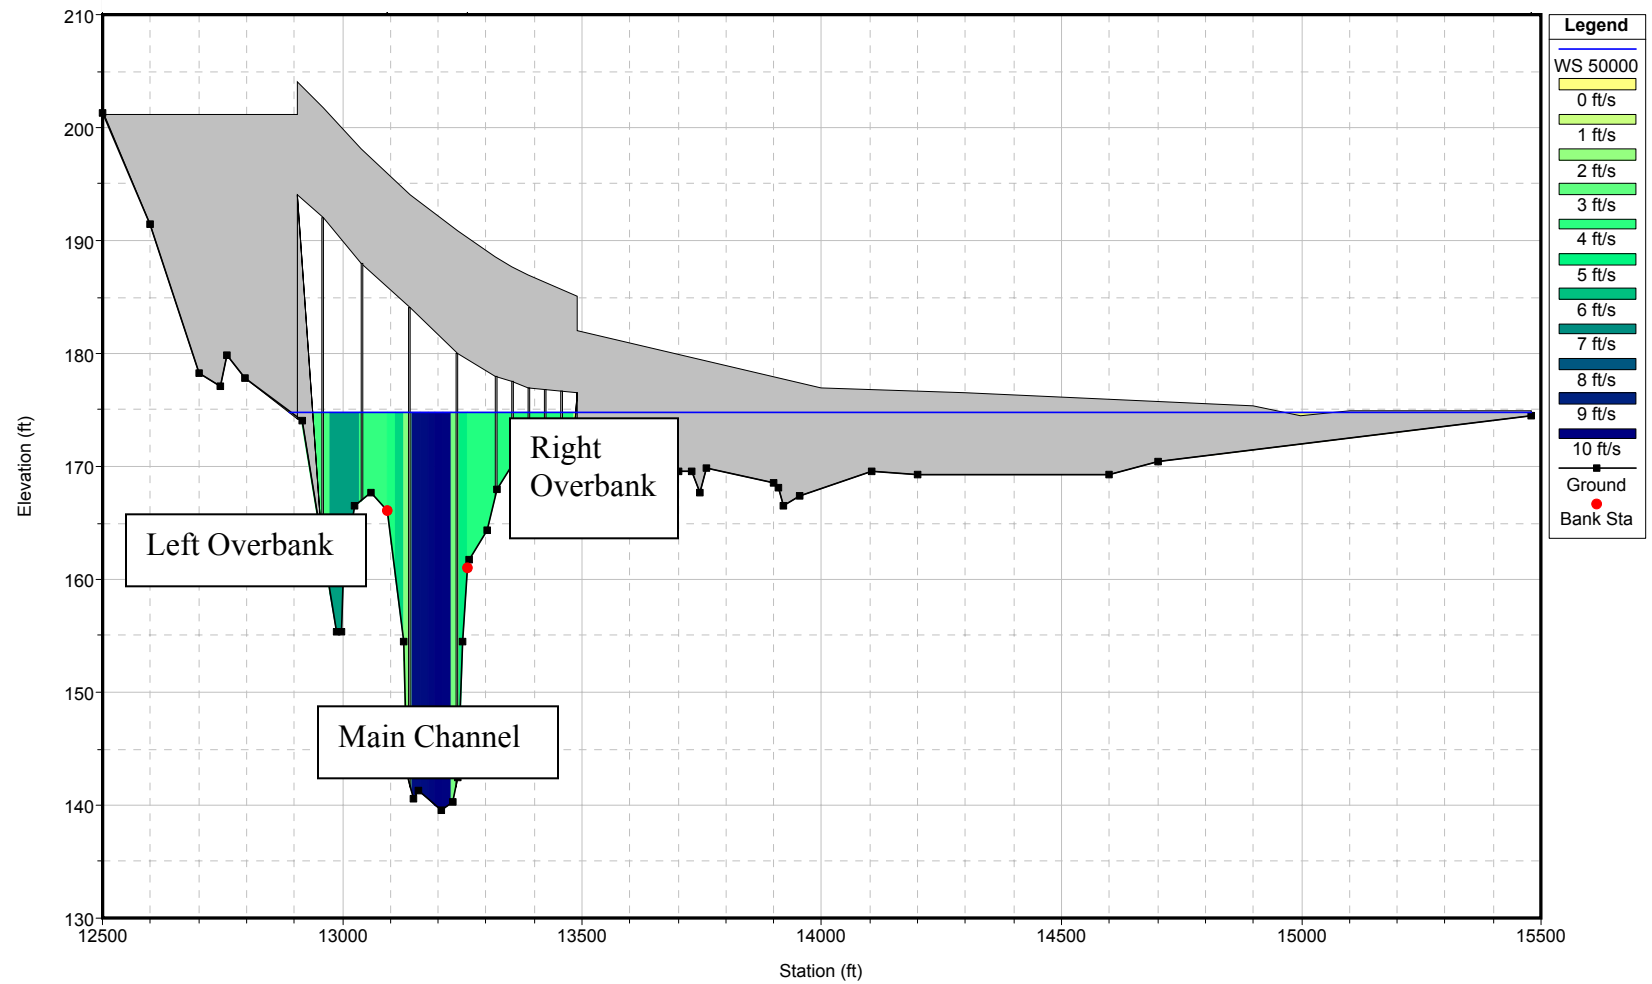 210
200
190
180
170
160
150
140
130
Elevation (ft)
12500
13000
13500
14000
14500
15000
15500
Station (ft)
Left Overbank
Main Channel
Right
Overbank
Legend
WS 50000
0 ft/s
1 ft/s
2 ft/s
3 ft/s
4 ft/s
5 ft/s
6 ft/s
7 ft/s
8 ft/s
9 ft/s
10 ft/s
Ground
Bank Sta